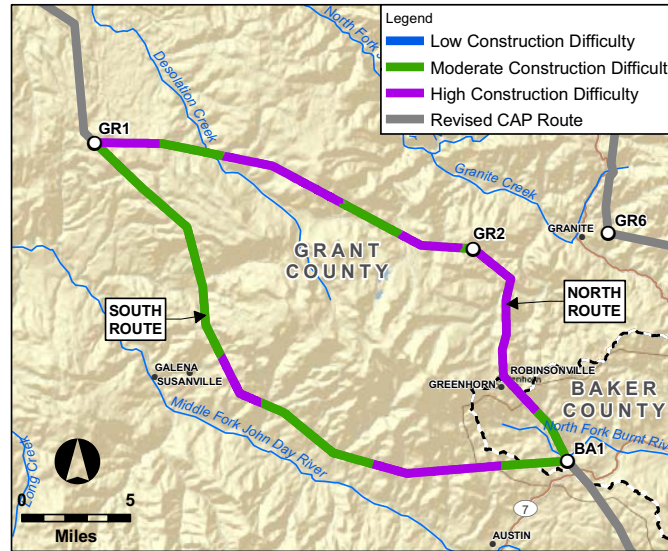 Legend
Low Construction Difficulty
Moderate Construction Difficult
High Construction Difficulty
Revised CAP Route
North Fork
Desolation Creek
GR1
Granite Creek
GR6
GRANITE
GR2
GRANT
COUNTY
NORTH
ROUTE
SOUTH
ROUTE
GALENA
SUSANVILLE
ROBINSONVILLE
GREENHORN
enhorn
BAKER
COUNTY
North Fork Burnt Riv
Middle Fork John Day River
BA1
Long Creek
0 5
Miles
7
AUSTIN